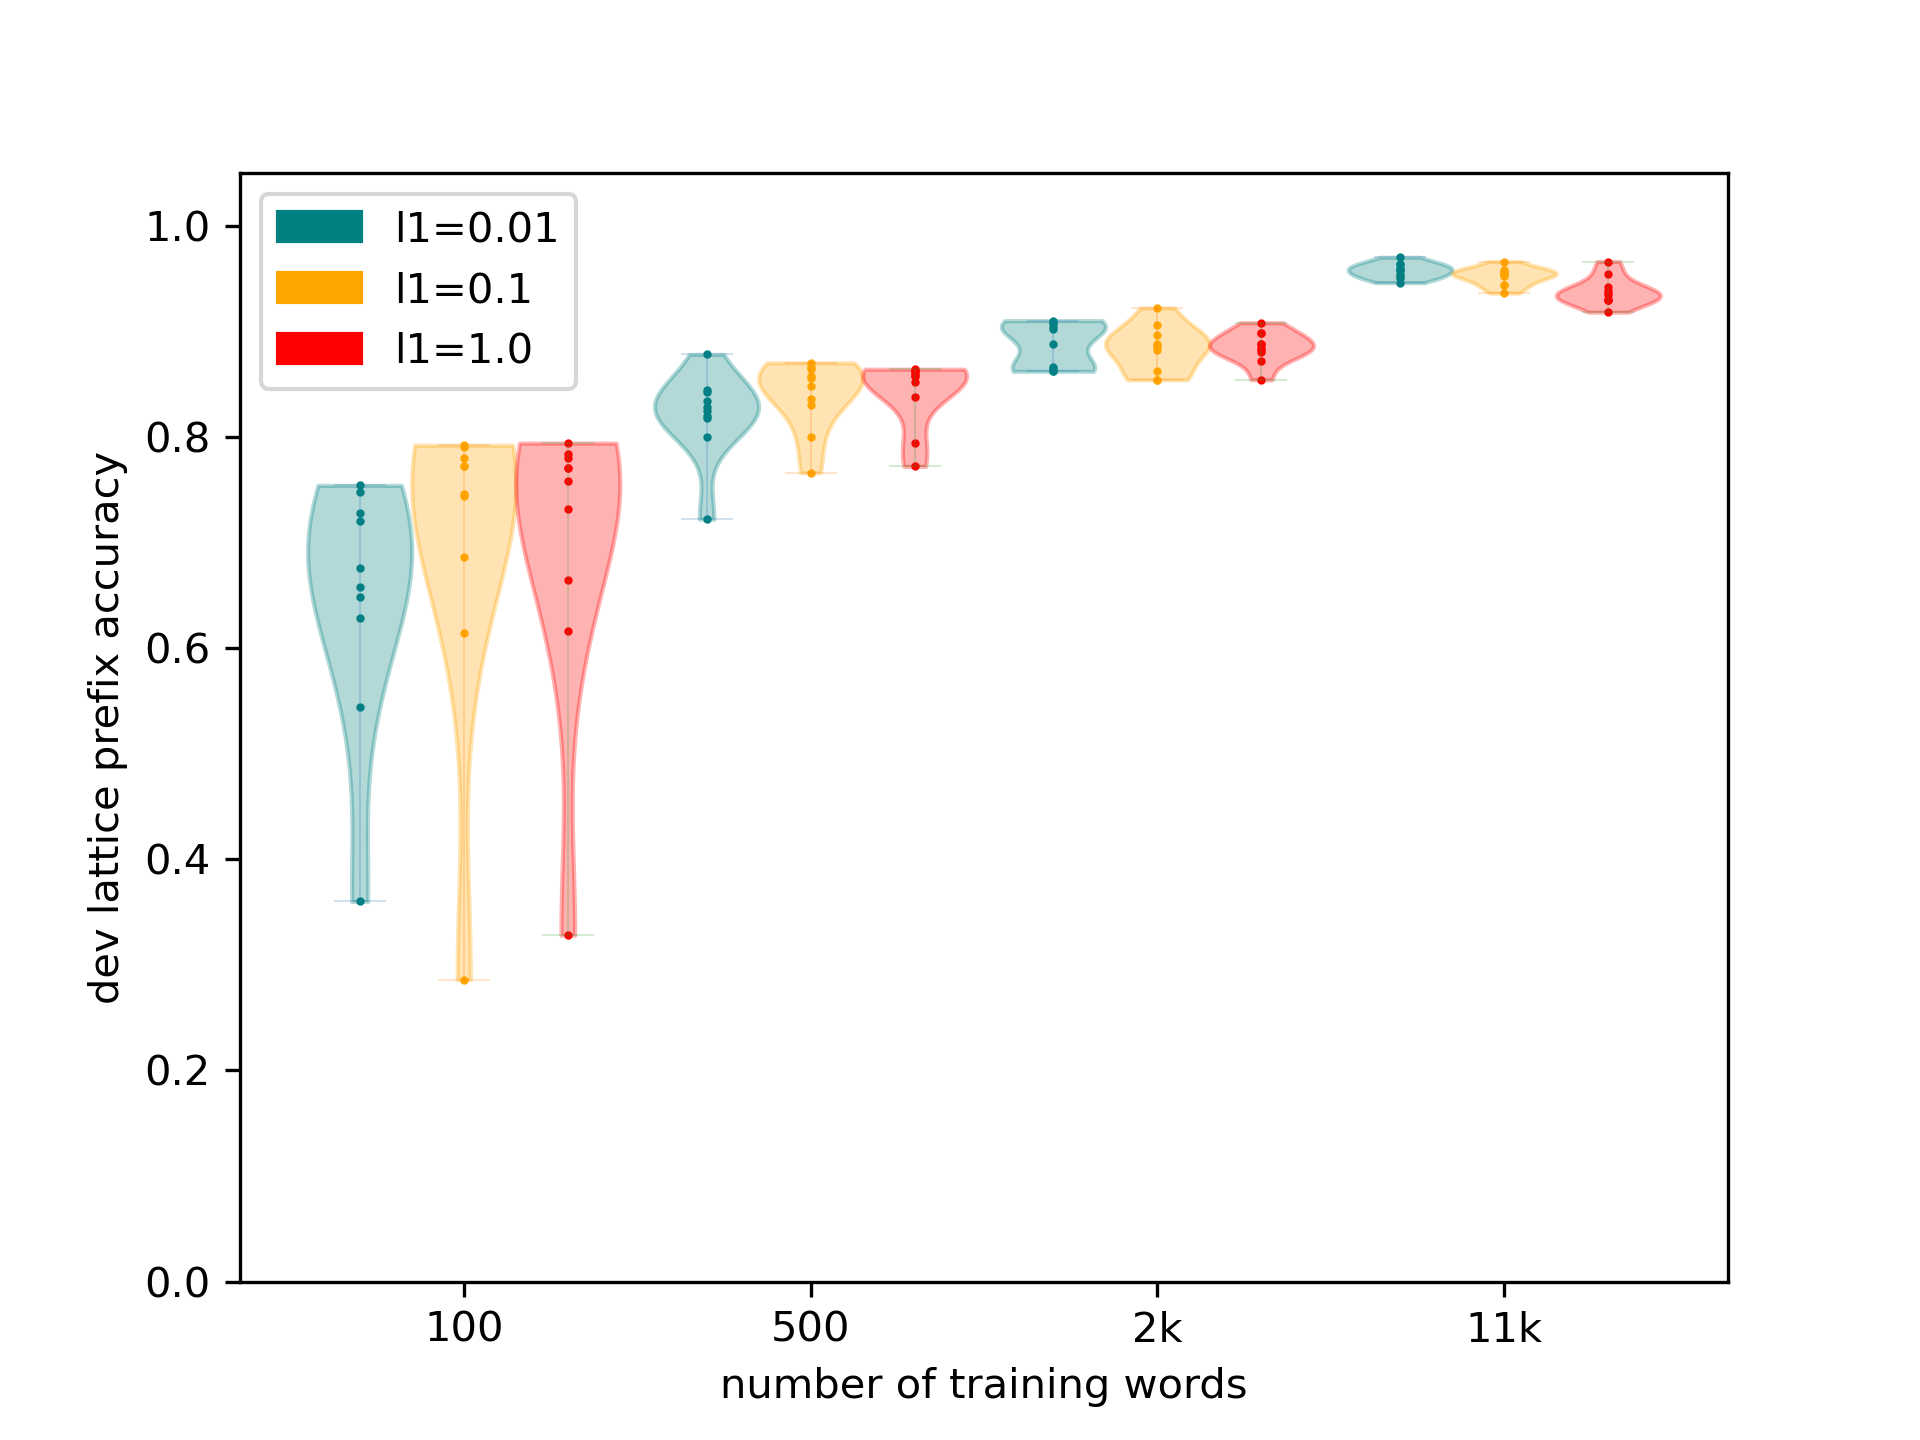 l1=0.01
l1=0.1
l1=1.0
1.0
0.8
0.6
0.4
0.2
0.0
dev lattice prefix accuracy
100 500 2k 11k
number of training words